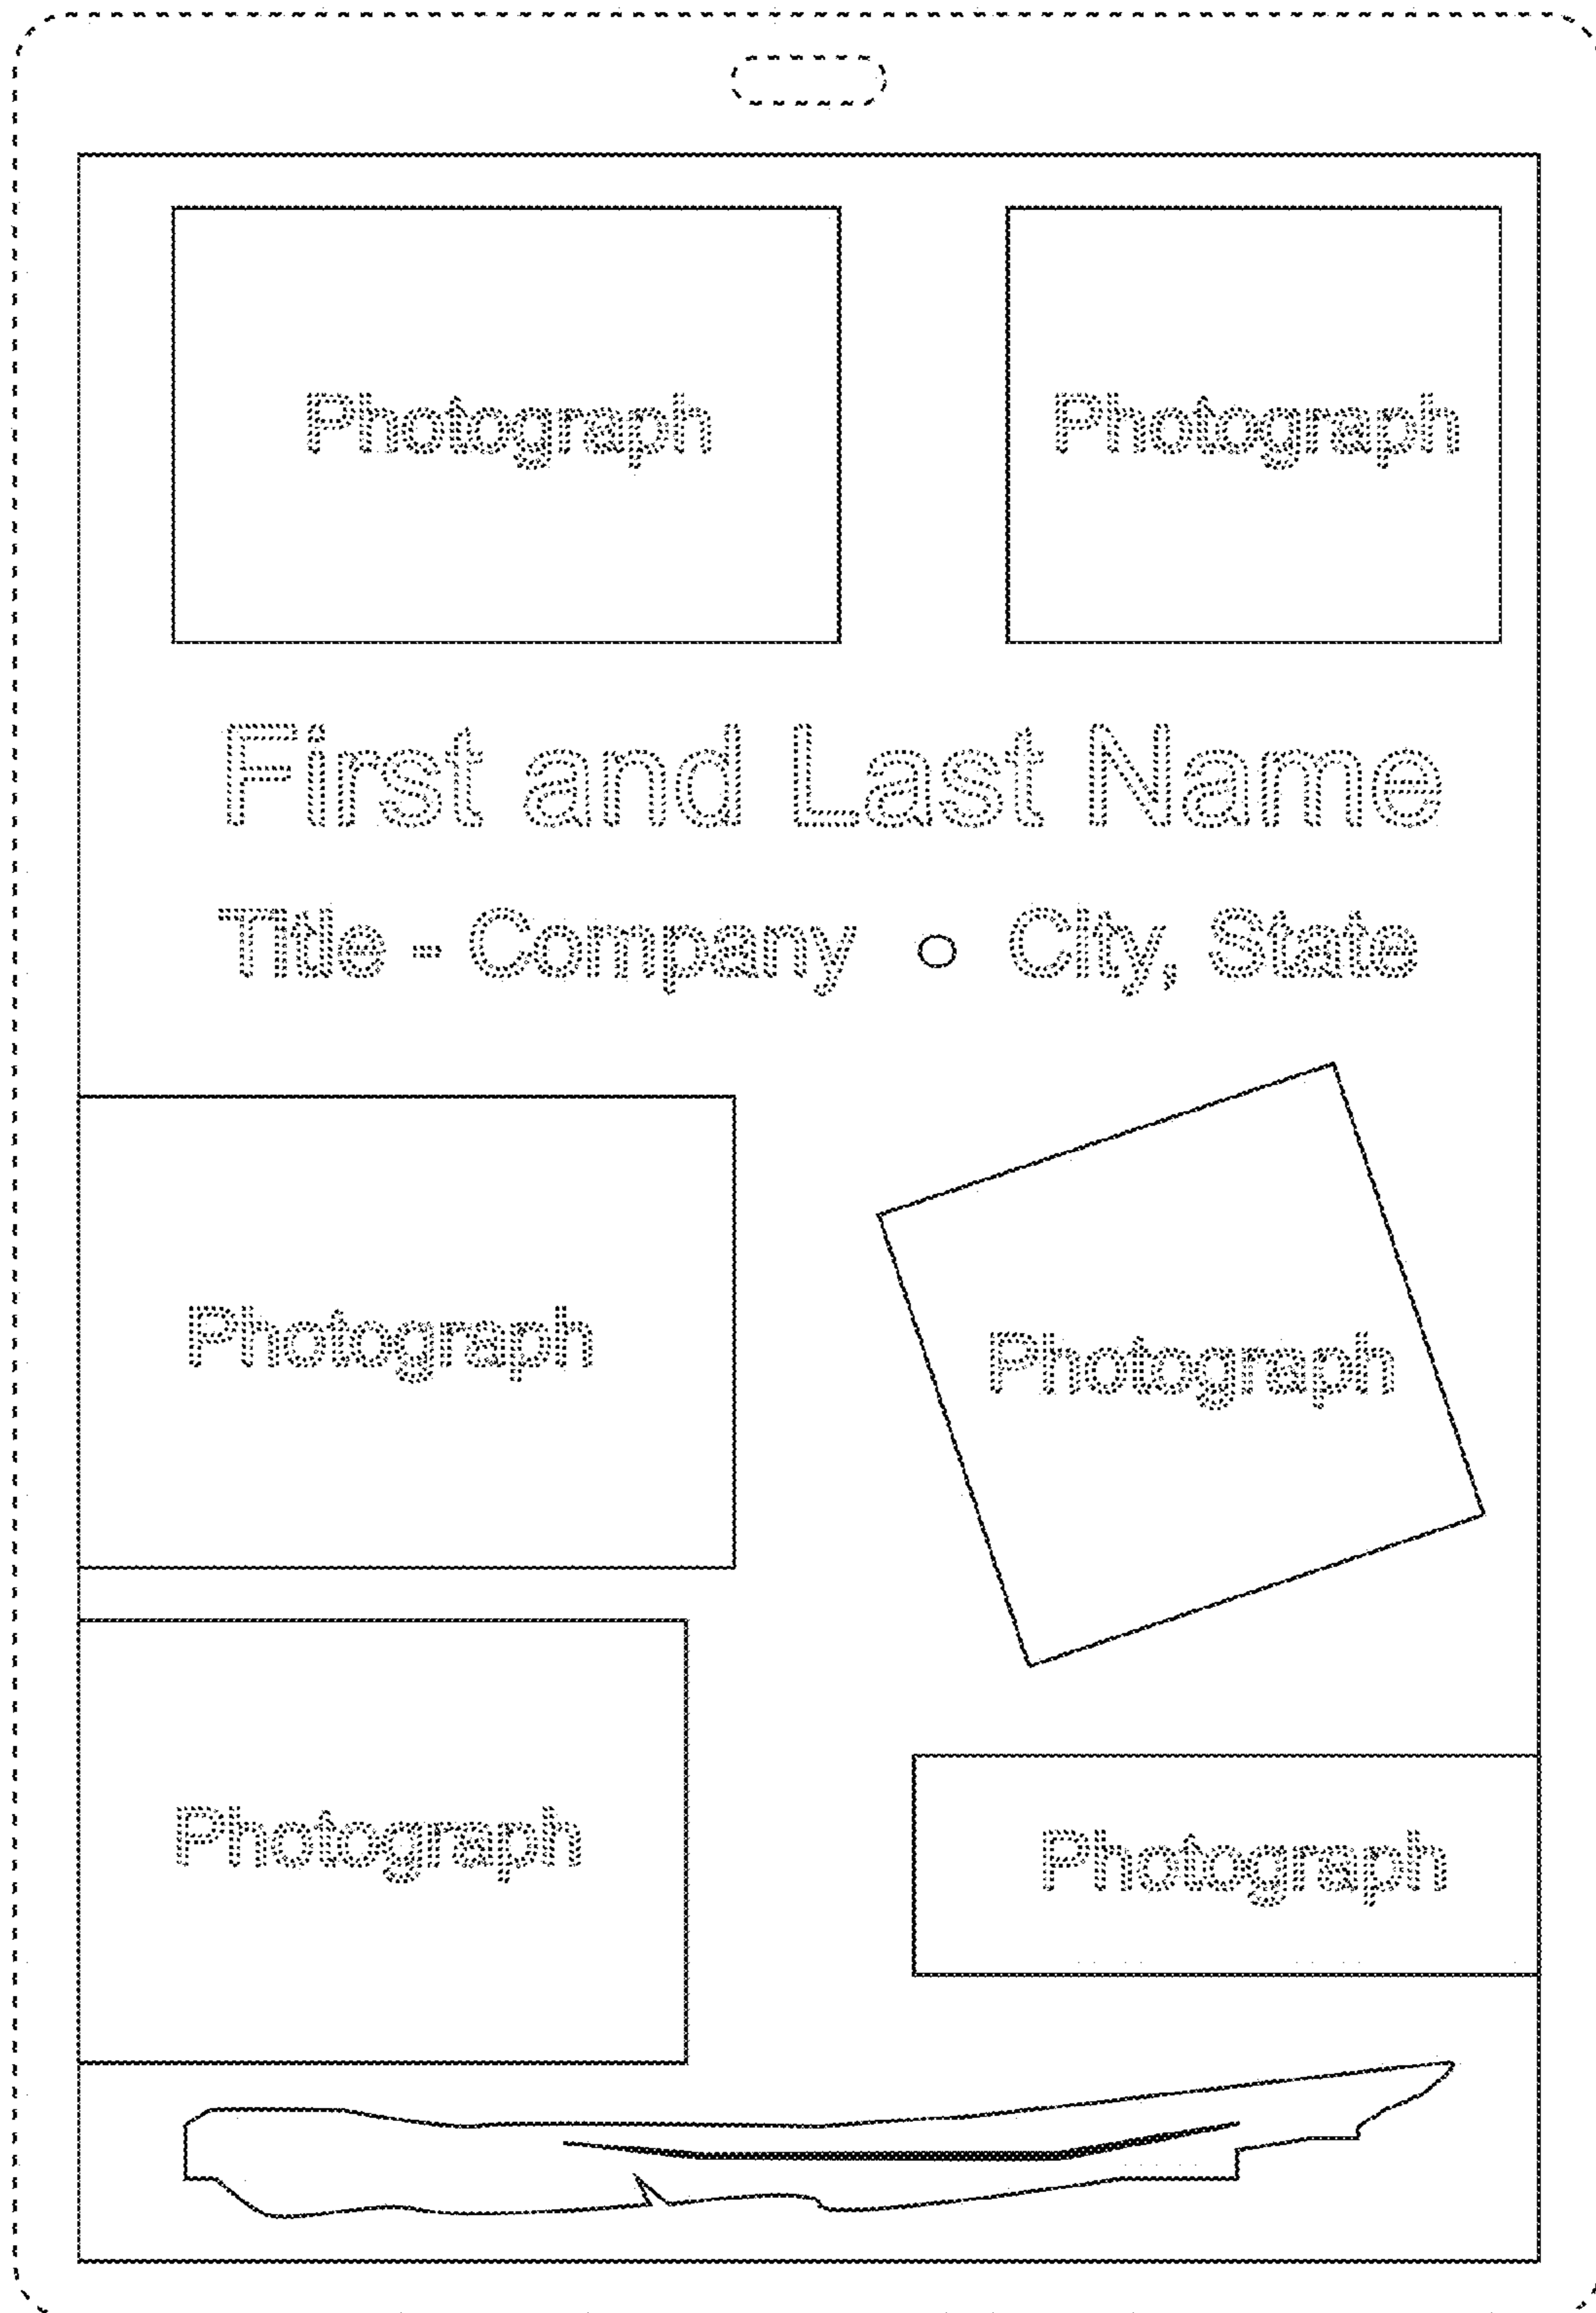 Photograph Photograph
First and Last Name
Title - Company ○ City, State
Photograph
Photograph
Photograph
Photograph